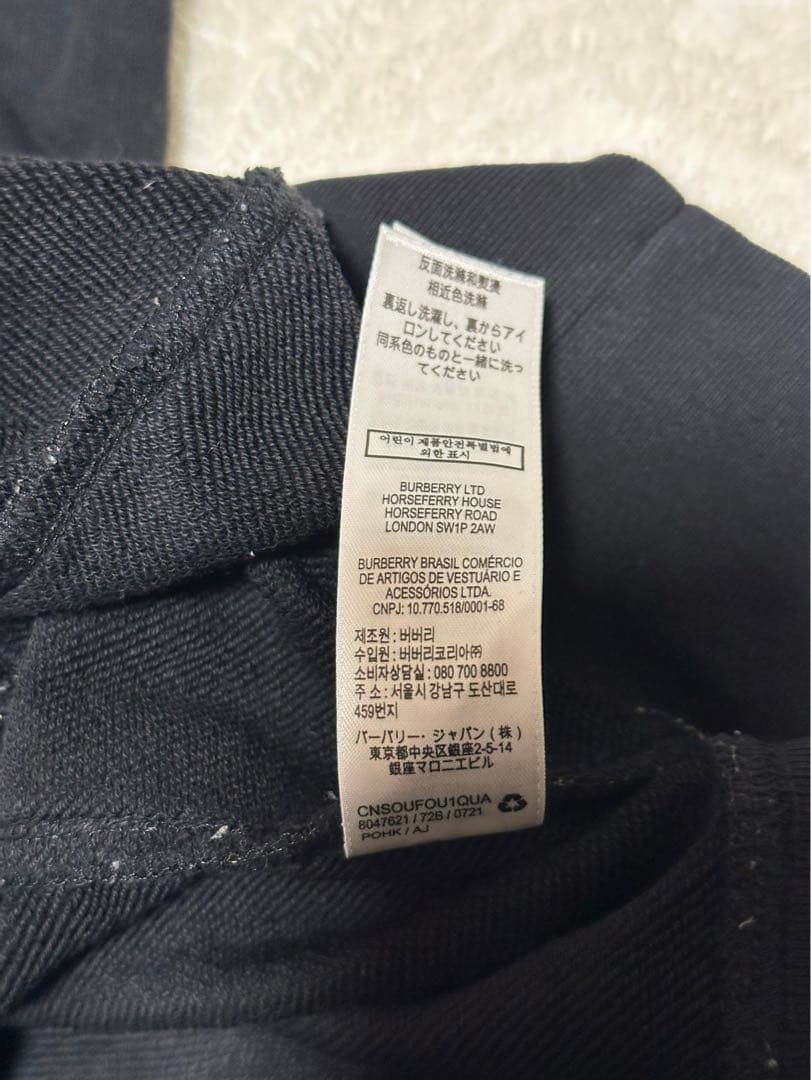 反面洗滌和熨燙
相近色洗滌
裏返し洗濯し、裏からアイ
ロンしてください
同系色のものと一緒に洗っ
てください
어린이 제품안전특별법에
의한 표시
BURBERRY LTD
HORSEFERRY HOUSE
HORSEFERRY ROAD
LONDON SW1P 2AW
BURBERRY BRASIL COMÉRCIO
DE ARTIGOS DE VESTUÁRIO E
ACESSÓRIOS LTDA.
CNPJ: 10.770.518/0001-68
제조원 : 버버리
수입원 : 버버리코리아㈜
소비자상담실 : 080 700 8800
주 소 : 서울시 강남구 도산대로
459번지
バーバリー・ジャパン(株)
東京都中央区銀座2-5-14
銀座マロニエビル
CNSOUFOU1QUA
8047621 / 72B / 0721
POHK / AJ